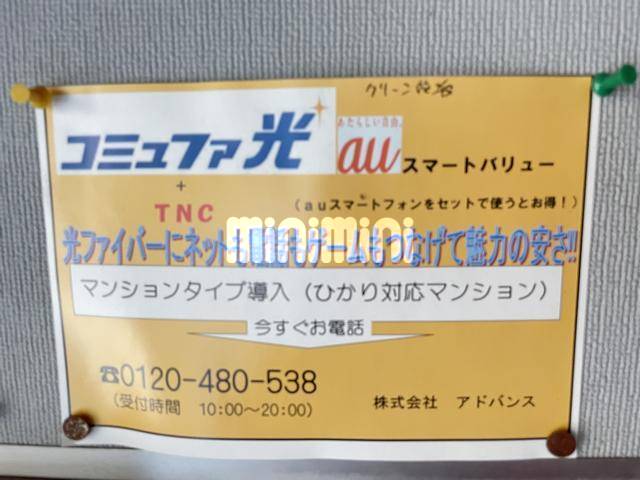 グリーン
コミュファ光
あたらしい自由。
au スマートバリュー
+
TNC
(auスマートフォンをセットで使うとお得!)
minimini
光ファイバーにネットも電話もゲームもつなげて魅力の安さ!!
マンションタイプ導入(ひかり対応マンション)
今すぐお電話
☎0120-480-538
(受付時間 10:00～20:00)
株式会社 アドバンス